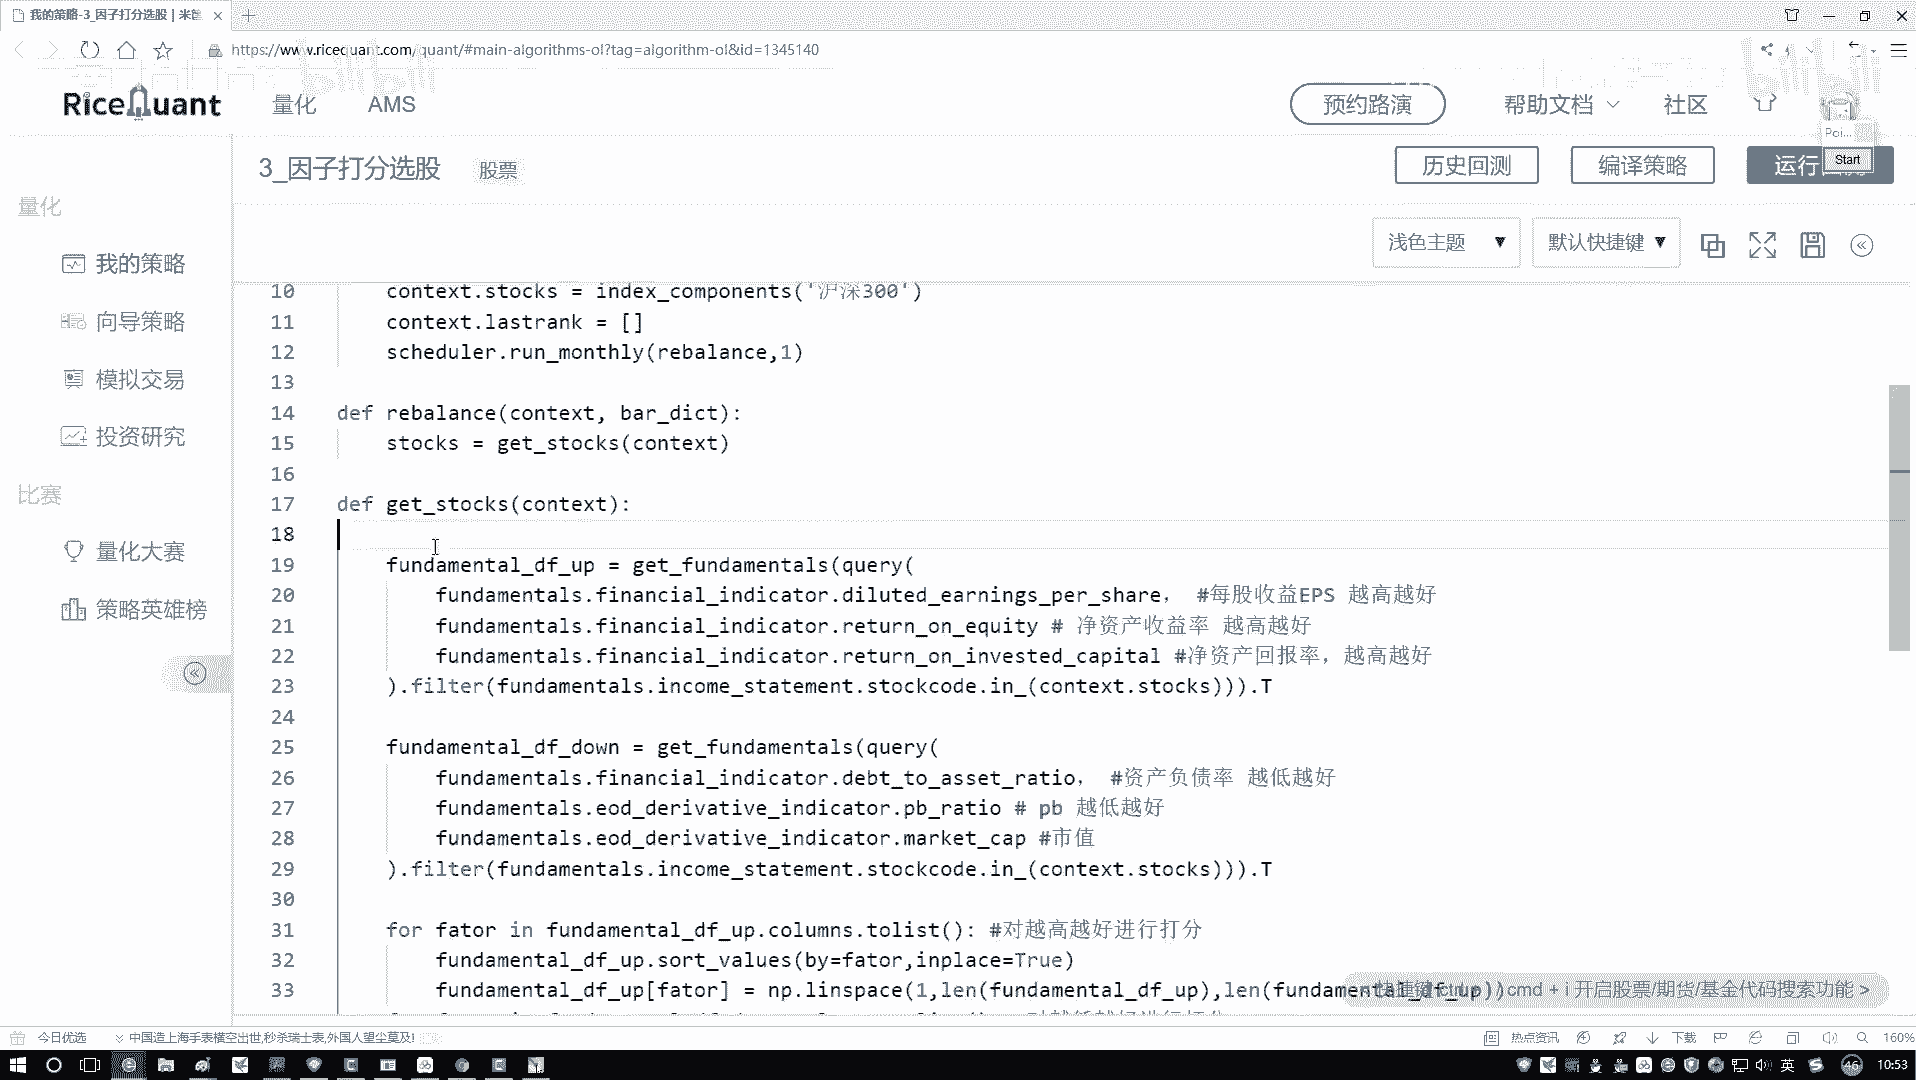 我的策略-3_因子打分选股 | 米筐
https://www.ricequant.com/quant/#main-algorithms-ol?tag=algorithm-ol&id=1345140
bilibili
bilibili
RiceQuant
量化
AMS
预约路演
帮助文档
社区
Poi...
Start
3_因子打分选股
股票
历史回测
编译策略
运行
量化
我的策略
向导策略
模拟交易
投资研究
比赛
量化大赛
策略英雄榜
浅色主题
默认快捷键
10 context.stocks = index_components('沪深300')
11 context.lastrank = []
12 scheduler.run_monthly(rebalance,1)
13
14 def rebalance(context, bar_dict):
15 stocks = get_stocks(context)
16
17 def get_stocks(context):
18
19 fundamental_df_up = get_fundamentals(query(
20 fundamentals.financial_indicator.diluted_earnings_per_share, #每股收益EPS 越高越好
21 fundamentals.financial_indicator.return_on_equity # 净资产收益率 越高越好
22 fundamentals.financial_indicator.return_on_invested_capital #净资产回报率，越高越好
23 ).filter(fundamentals.income_statement.stockcode.in_(context.stocks))).T
24
25 fundamental_df_down = get_fundamentals(query(
26 fundamentals.financial_indicator.debt_to_asset_ratio, #资产负债率 越低越好
27 fundamentals.eod_derivative_indicator.pb_ratio # pb 越低越好
28 fundamentals.eod_derivative_indicator.market_cap #市值
29 ).filter(fundamentals.income_statement.stockcode.in_(context.stocks))).T
30
31 for fator in fundamental_df_up.columns.tolist(): #对越高越好进行打分
32 fundamental_df_up.sort_values(by=fator,inplace=True)
33 fundamental_df_up[fator] = np.linspace(1,len(fundamental_df_up),len(fundamental_df_up))
cmd + i 开启股票/期货/基金代码搜索功能 >
今日优选
中国造上海手表横空出世,秒杀瑞士表,外国人望尘莫及!
热点资讯
下载
160%
英
46
10:53